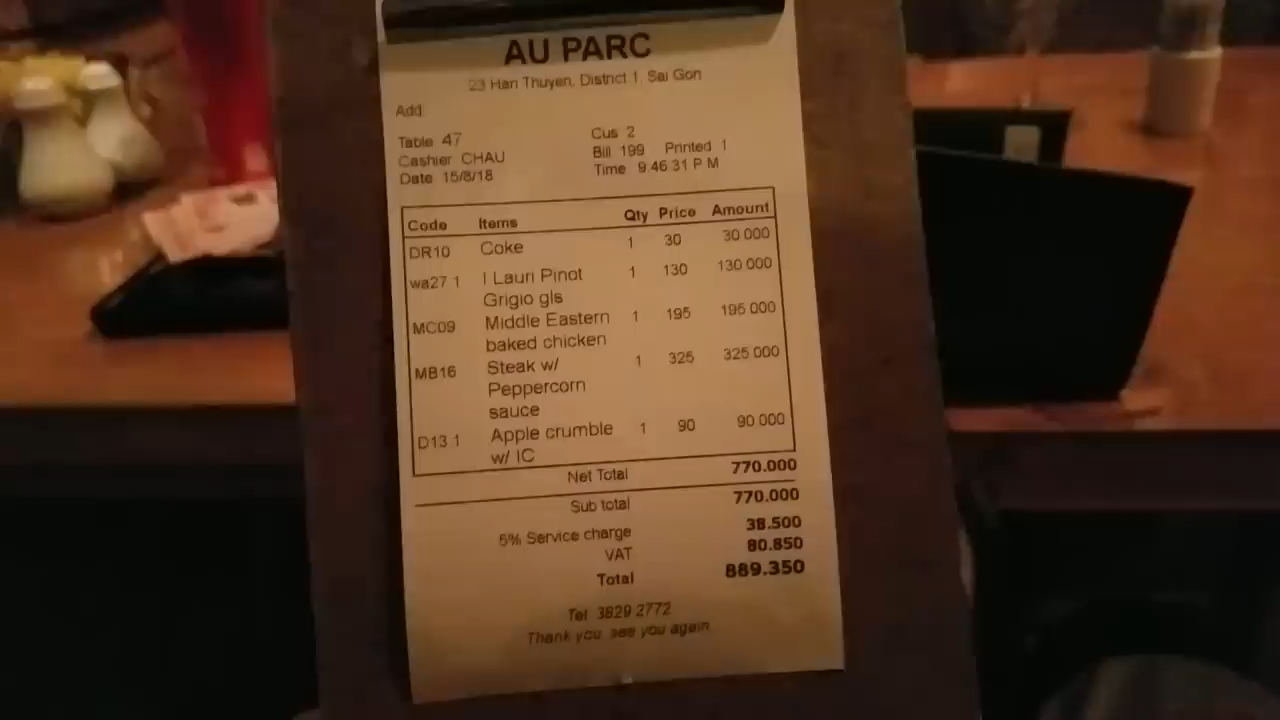 AU PARC
23 Han Thuyen, District 1, Sai Gon
Add
Table 47 Cus 2
Cashier CHAU Bill 199 Printed 1
Date 15/8/18 Time 9 46 31 P M
Code Items Qty Price Amount
DR10 Coke 1 30 30 000
wa27 1 I Lauri Pinot 1 130 130 000
Grigio gls
MC09 Middle Eastern 1 195 195 000
baked chicken
MB16 Steak w/ 1 325 325 000
Peppercorn
sauce
D13 1 Apple crumble 1 90 90 000
w/ IC
Net Total 770.000
Sub total 770.000
5% Service charge 38.500
VAT 80.850
Total 889.350
Tel 3829 2772
Thank you, see you again